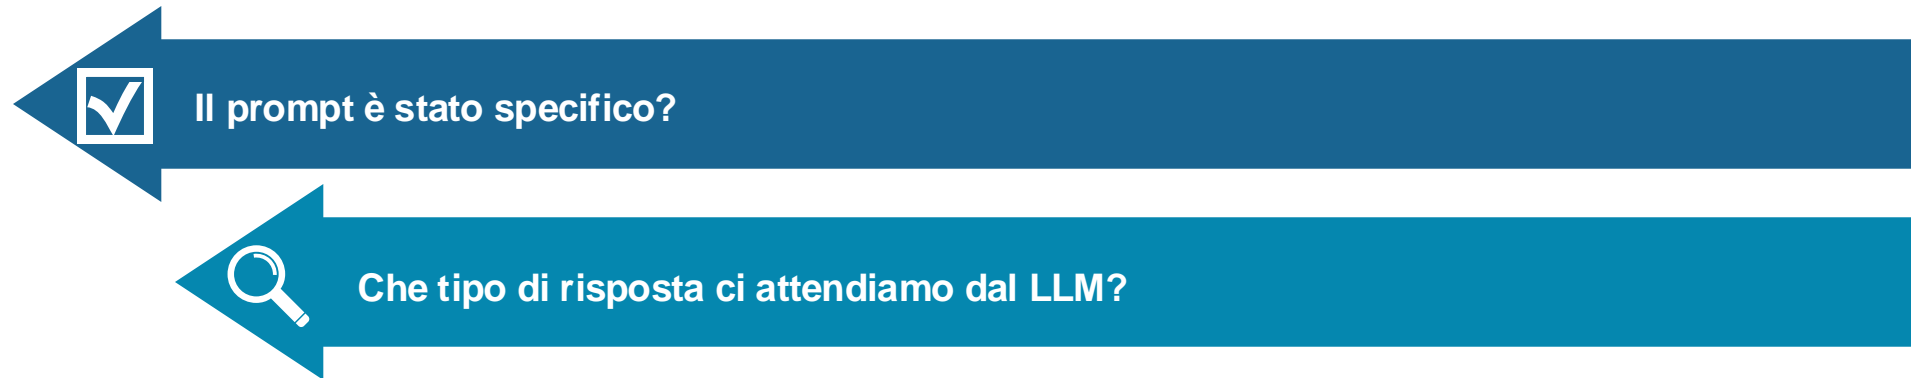 Il prompt è stato specifico?
Che tipo di risposta ci attendiamo dal LLM?